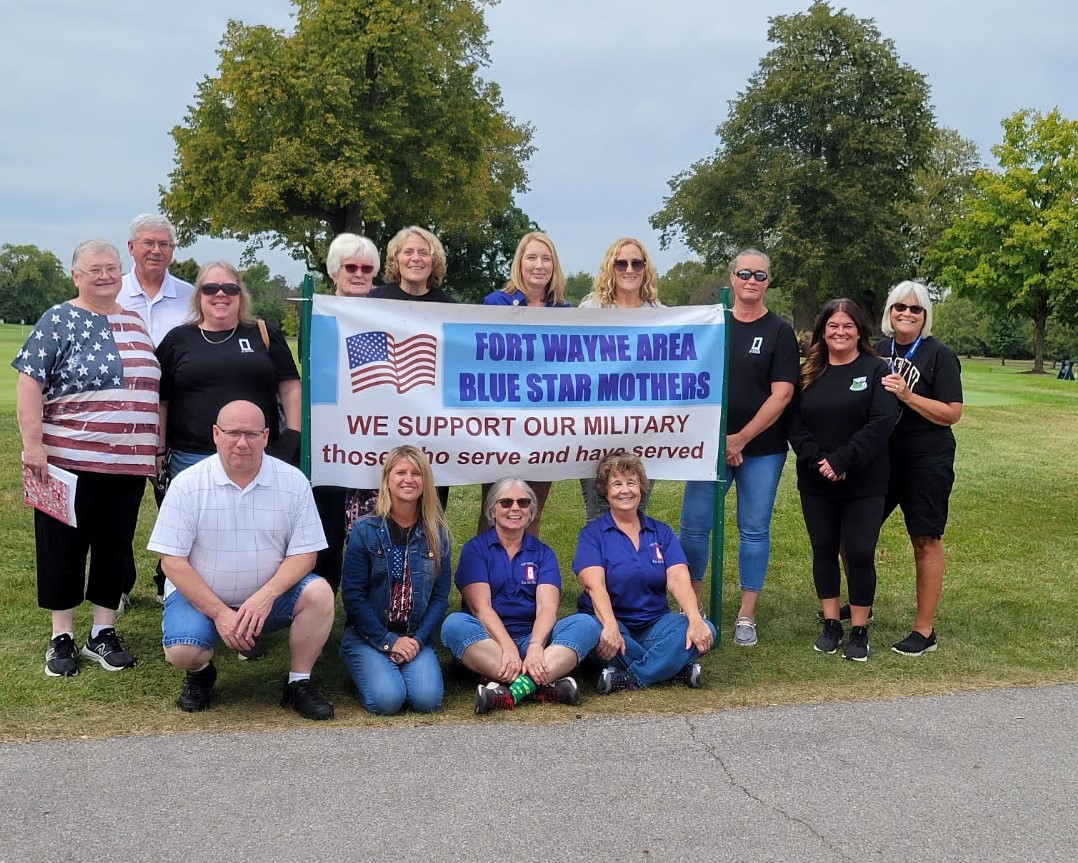 FORT WAYNE AREA
BLUE STAR MOTHERS
WE SUPPORT OUR MILITARY
those who serve and have served